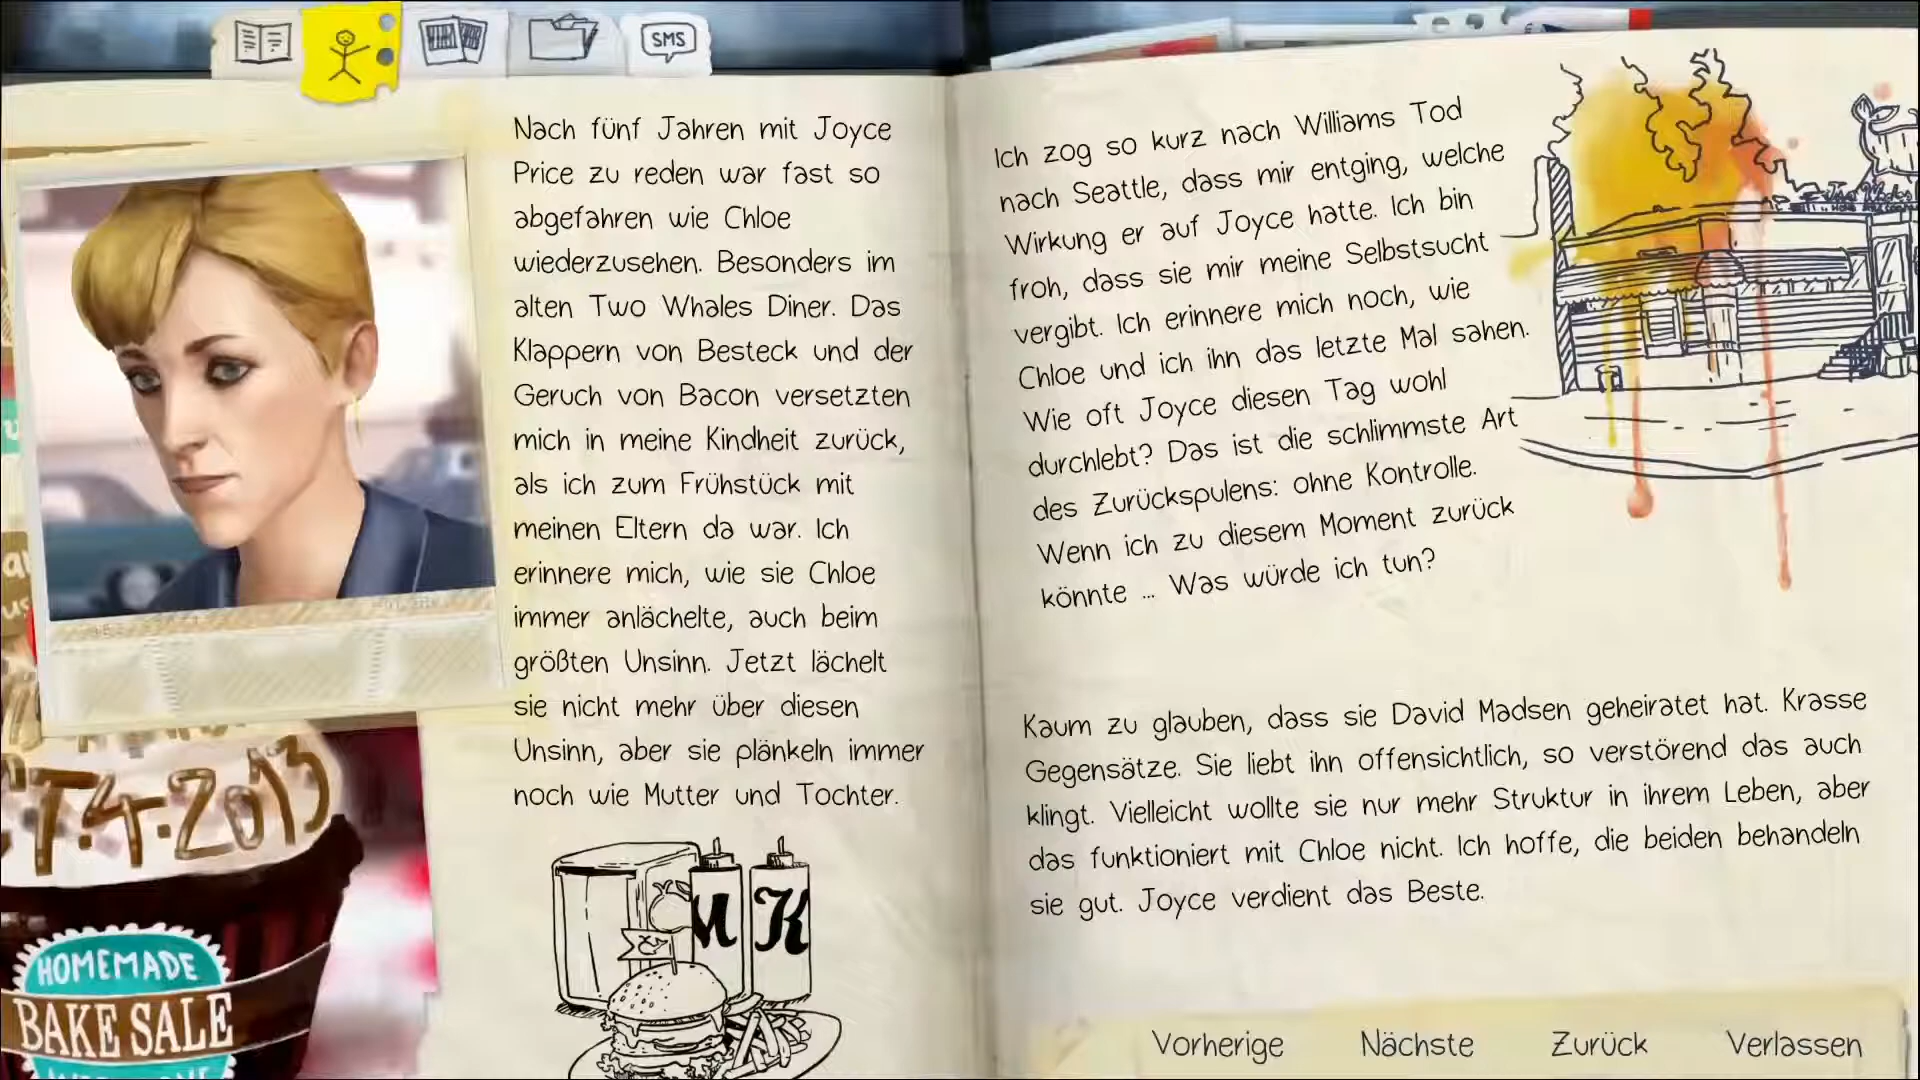 SMS
Nach fünf Jahren mit Joyce
Price zu reden war fast so
abgefahren wie Chloe
wiederzusehen. Besonders im
alten Two Whales Diner. Das
Klappern von Besteck und der
Geruch von Bacon versetzten
mich in meine Kindheit zurück,
als ich zum Frühstück mit
meinen Eltern da war. Ich
erinnere mich, wie sie Chloe
immer anlächelte, auch beim
größten Unsinn. Jetzt lächelt
sie nicht mehr über diesen
Unsinn, aber sie plänkeln immer
noch wie Mutter und Tochter.
M K
T.4.2013
HOMEMADE
BAKE SALE
Ich zog so kurz nach Williams Tod
nach Seattle, dass mir entging, welche
Wirkung er auf Joyce hatte. Ich bin
froh, dass sie mir meine Selbstsucht
vergibt. Ich erinnere mich noch, wie
Chloe und ich ihn das letzte Mal sahen.
Wie oft Joyce diesen Tag wohl
durchlebt? Das ist die schlimmste Art
des Zurückspulens: ohne Kontrolle.
Wenn ich zu diesem Moment zurück
könnte ... Was würde ich tun?
Kaum zu glauben, dass sie David Madsen geheiratet hat. Krasse
Gegensätze. Sie liebt ihn offensichtlich, so verstörend das auch
klingt. Vielleicht wollte sie nur mehr Struktur in ihrem Leben, aber
das funktioniert mit Chloe nicht. Ich hoffe, die beiden behandeln
sie gut. Joyce verdient das Beste.
Vorherige Nächste Zurück Verlassen